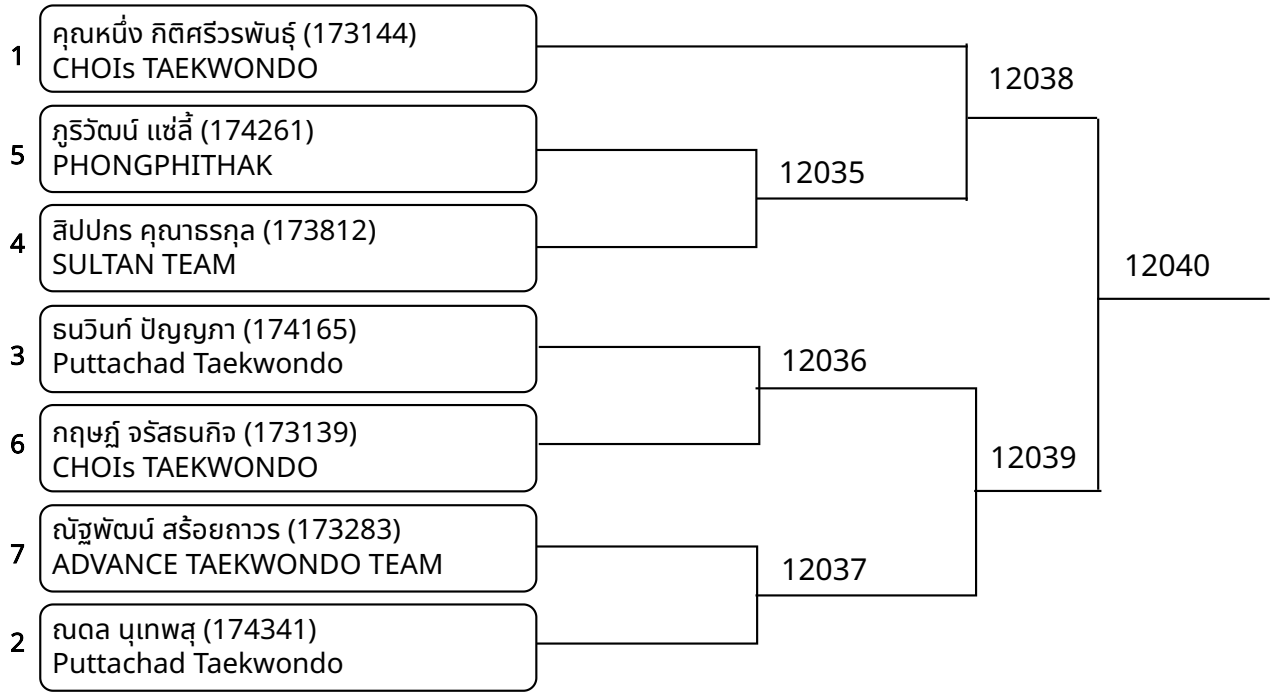 1
คุณหนึ่ง กิติศรีวรพันธุ์ (173144)
CHOIs TAEKWONDO
5
ภูริวัฒน์ แซ่ลี้ (174261)
PHONGPHITHAK
4
สิปปกร คุณาธรกุล (173812)
SULTAN TEAM
3
ธนวินท์ ปัญญภา (174165)
Puttachad Taekwondo
6
กฤษฏ์ จรัสธนกิจ (173139)
CHOIs TAEKWONDO
7
ณัฐพัฒน์ สร้อยถาวร (173283)
ADVANCE TAEKWONDO TEAM
2
ณดล นุเทพสุ (174341)
Puttachad Taekwondo
12035
12036
12037
12038
12039
12040